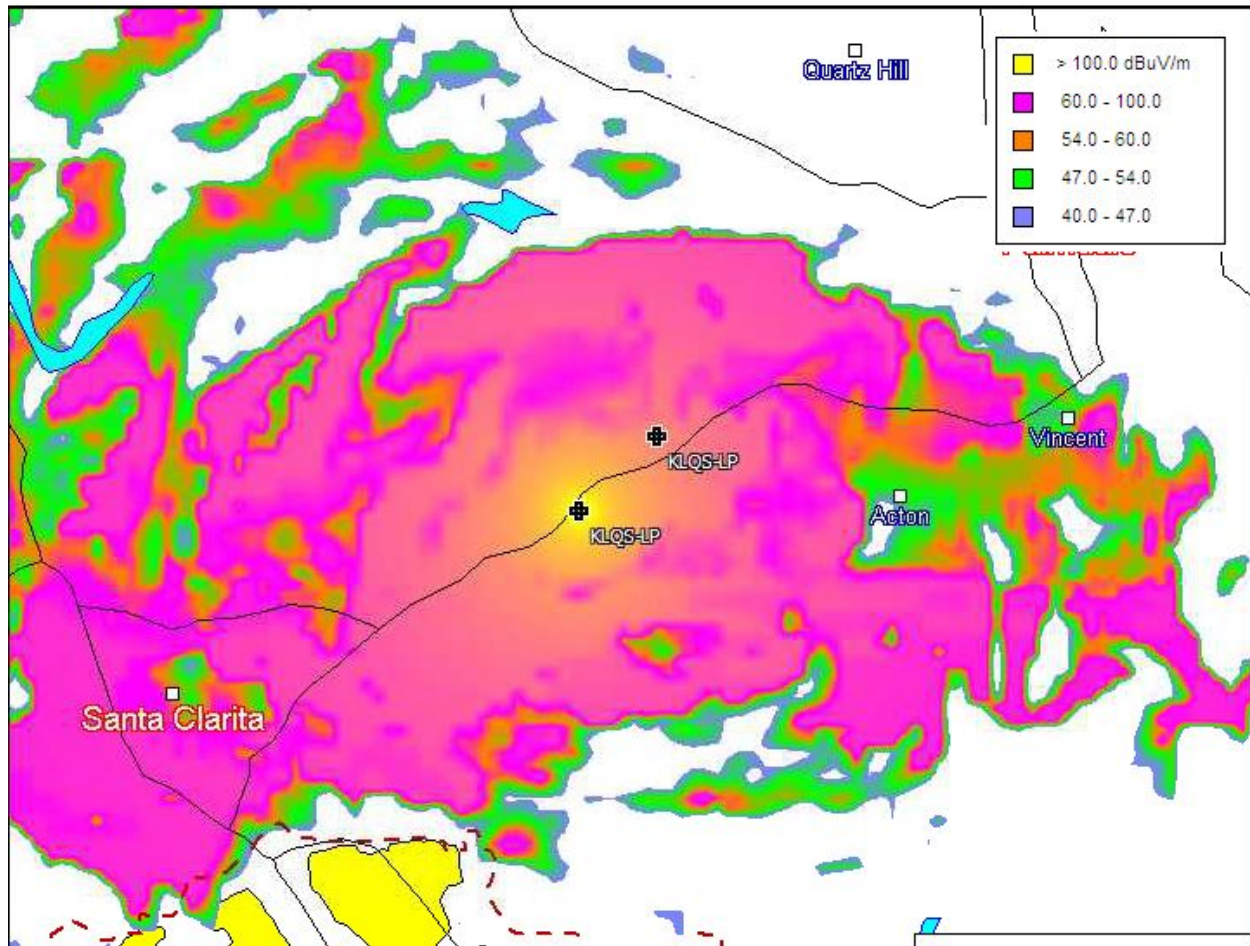 Quartz Hill
> 100.0 dBuV/m
60.0 - 100.0
54.0 - 60.0
47.0 - 54.0
40.0 - 47.0
KLQS-LP
Vincent
Acton
KLQS-LP
Santa Clarita